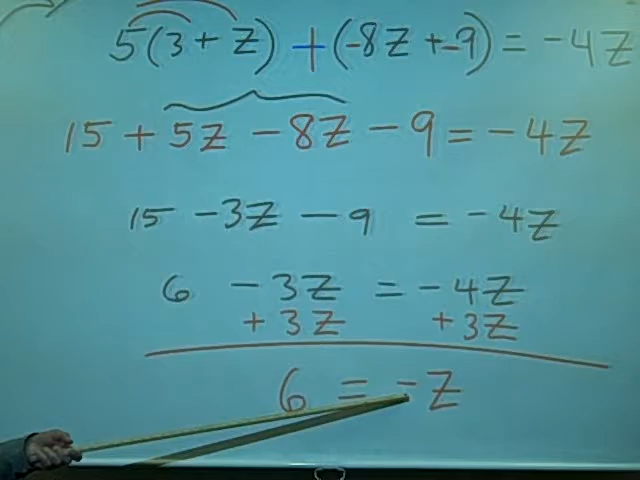 5(3+z)+(-8z+-9)=-4z
15+5z-8z-9=-4z
15-3z-9=-4z
6-3z=-4z
+3z +3z
6=-z